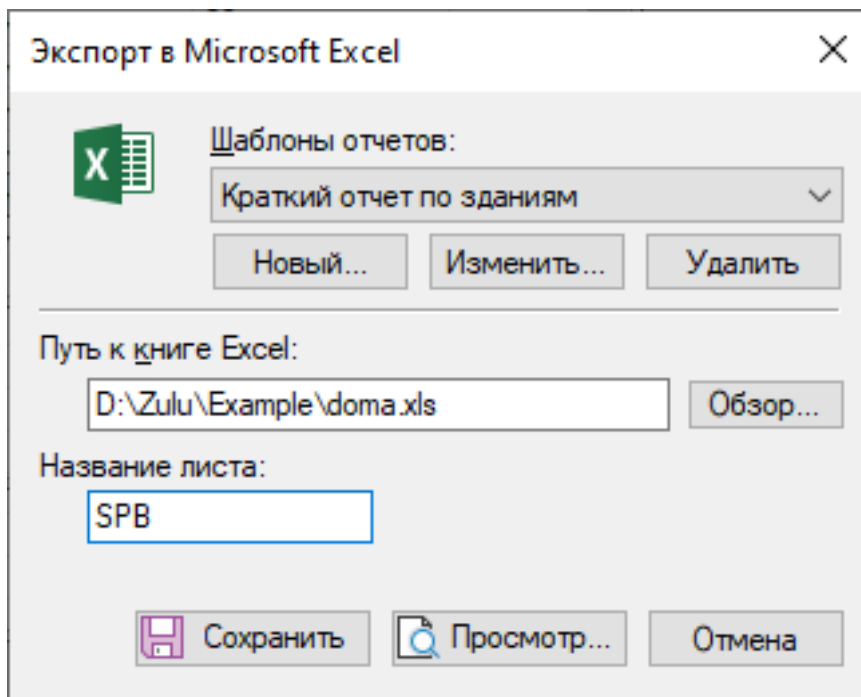 Экспорт в Microsoft Excel
Шаблоны отчетов:
Краткий отчет по зданиям
Новый... Изменить... Удалить
Путь к книге Excel:
D:\Zulu\Example\doma.xls Обзор...
Название листа:
SPB
Сохранить Просмотр... Отмена